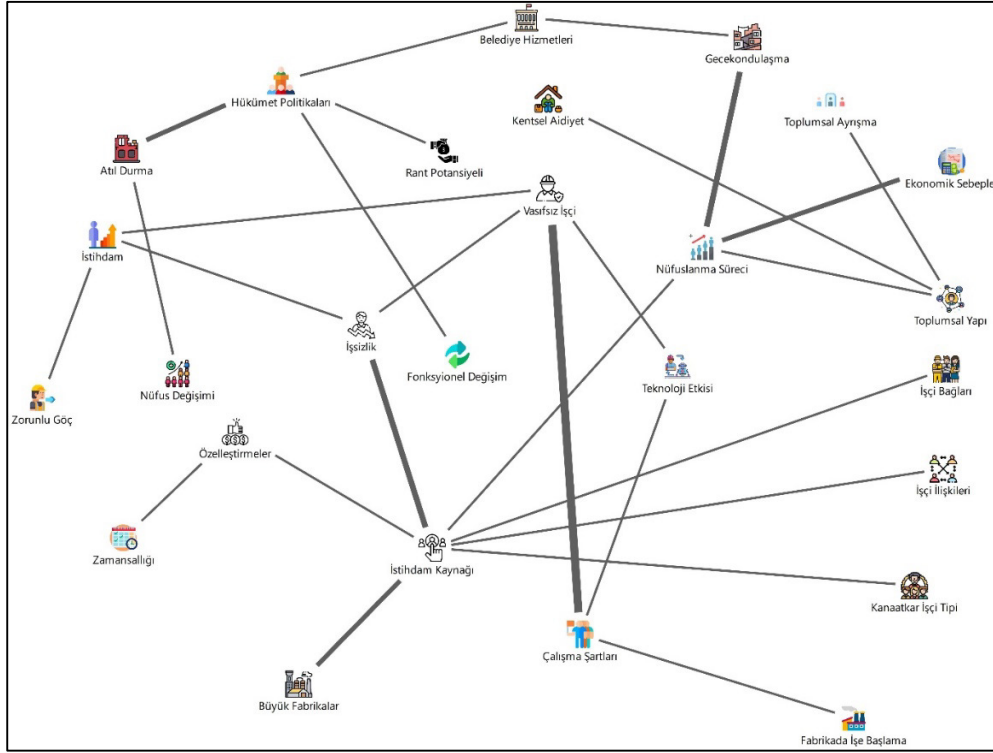 Belediye Hizmetleri
Gecekondulaşma
Hükümet Politikaları
Kentsel Aidiyet
Toplumsal Ayrışma
Atıl Durma
Rant Potansiyeli
Ekonomik Sebeple
Vasıfsız İşçi
İstihdam
Nüfuslanma Süreci
Toplumsal Yapı
İşsizlik
Fonksiyonel Değişim
Teknoloji Etkisi
İşçi Bağları
Nüfus Değişimi
Zorunlu Göç
Özelleştirmeler
İşçi İlişkileri
Zamansallığı
İstihdam Kaynağı
Kanaatkar İşçi Tipi
Çalışma Şartları
Büyük Fabrikalar
Fabrikada İşe Başlama